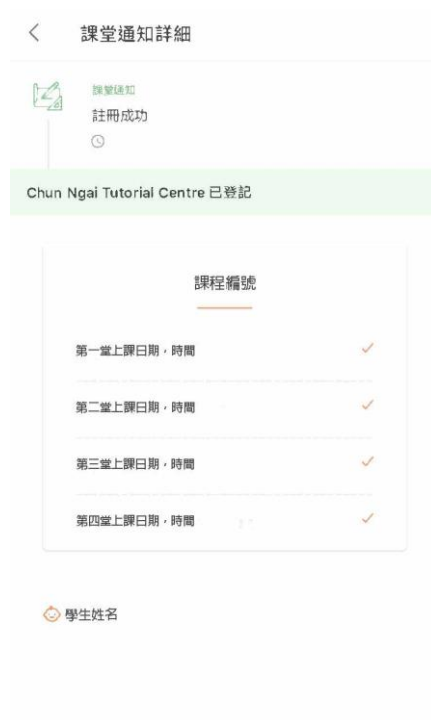 課堂通知詳細
課堂通知
註冊成功
Chun Ngai Tutorial Centre 已登記
課程編號
第一堂上課日期，時間
第二堂上課日期，時間
第三堂上課日期，時間
第四堂上課日期，時間
學生姓名